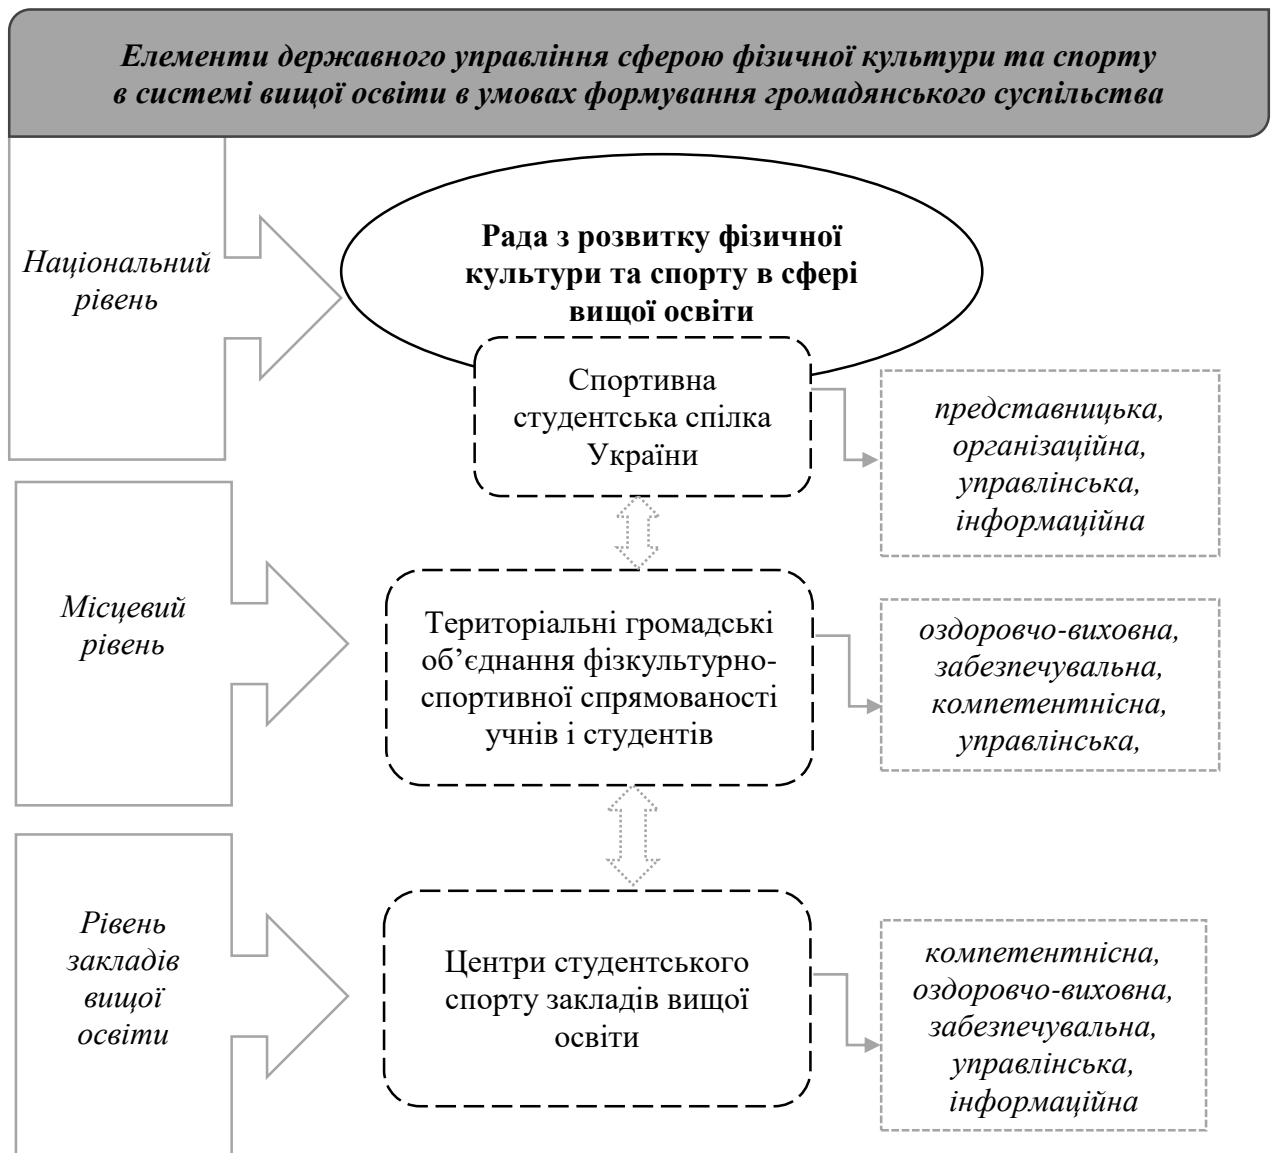 Елементи державного управління сферою фізичної культури та спорту
в системі вищої освіти в умовах формування громадянського суспільства
Національний
рівень
Рада з розвитку фізичної
культури та спорту в сфері
вищої освіти
Спортивна
студентська спілка
України
представницька,
організаційна,
управлінська,
інформаційна
Місцевий
рівень
Територіальні громадські
об’єднання фізкультурно-
спортивної спрямованості
учнів і студентів
оздоровчо-виховна,
забезпечувальна,
компетентнісна,
управлінська,
Рівень
закладів
вищої
освіти
Центри студентського
спорту закладів вищої
освіти
компетентнісна,
оздоровчо-виховна,
забезпечувальна,
управлінська,
інформаційна